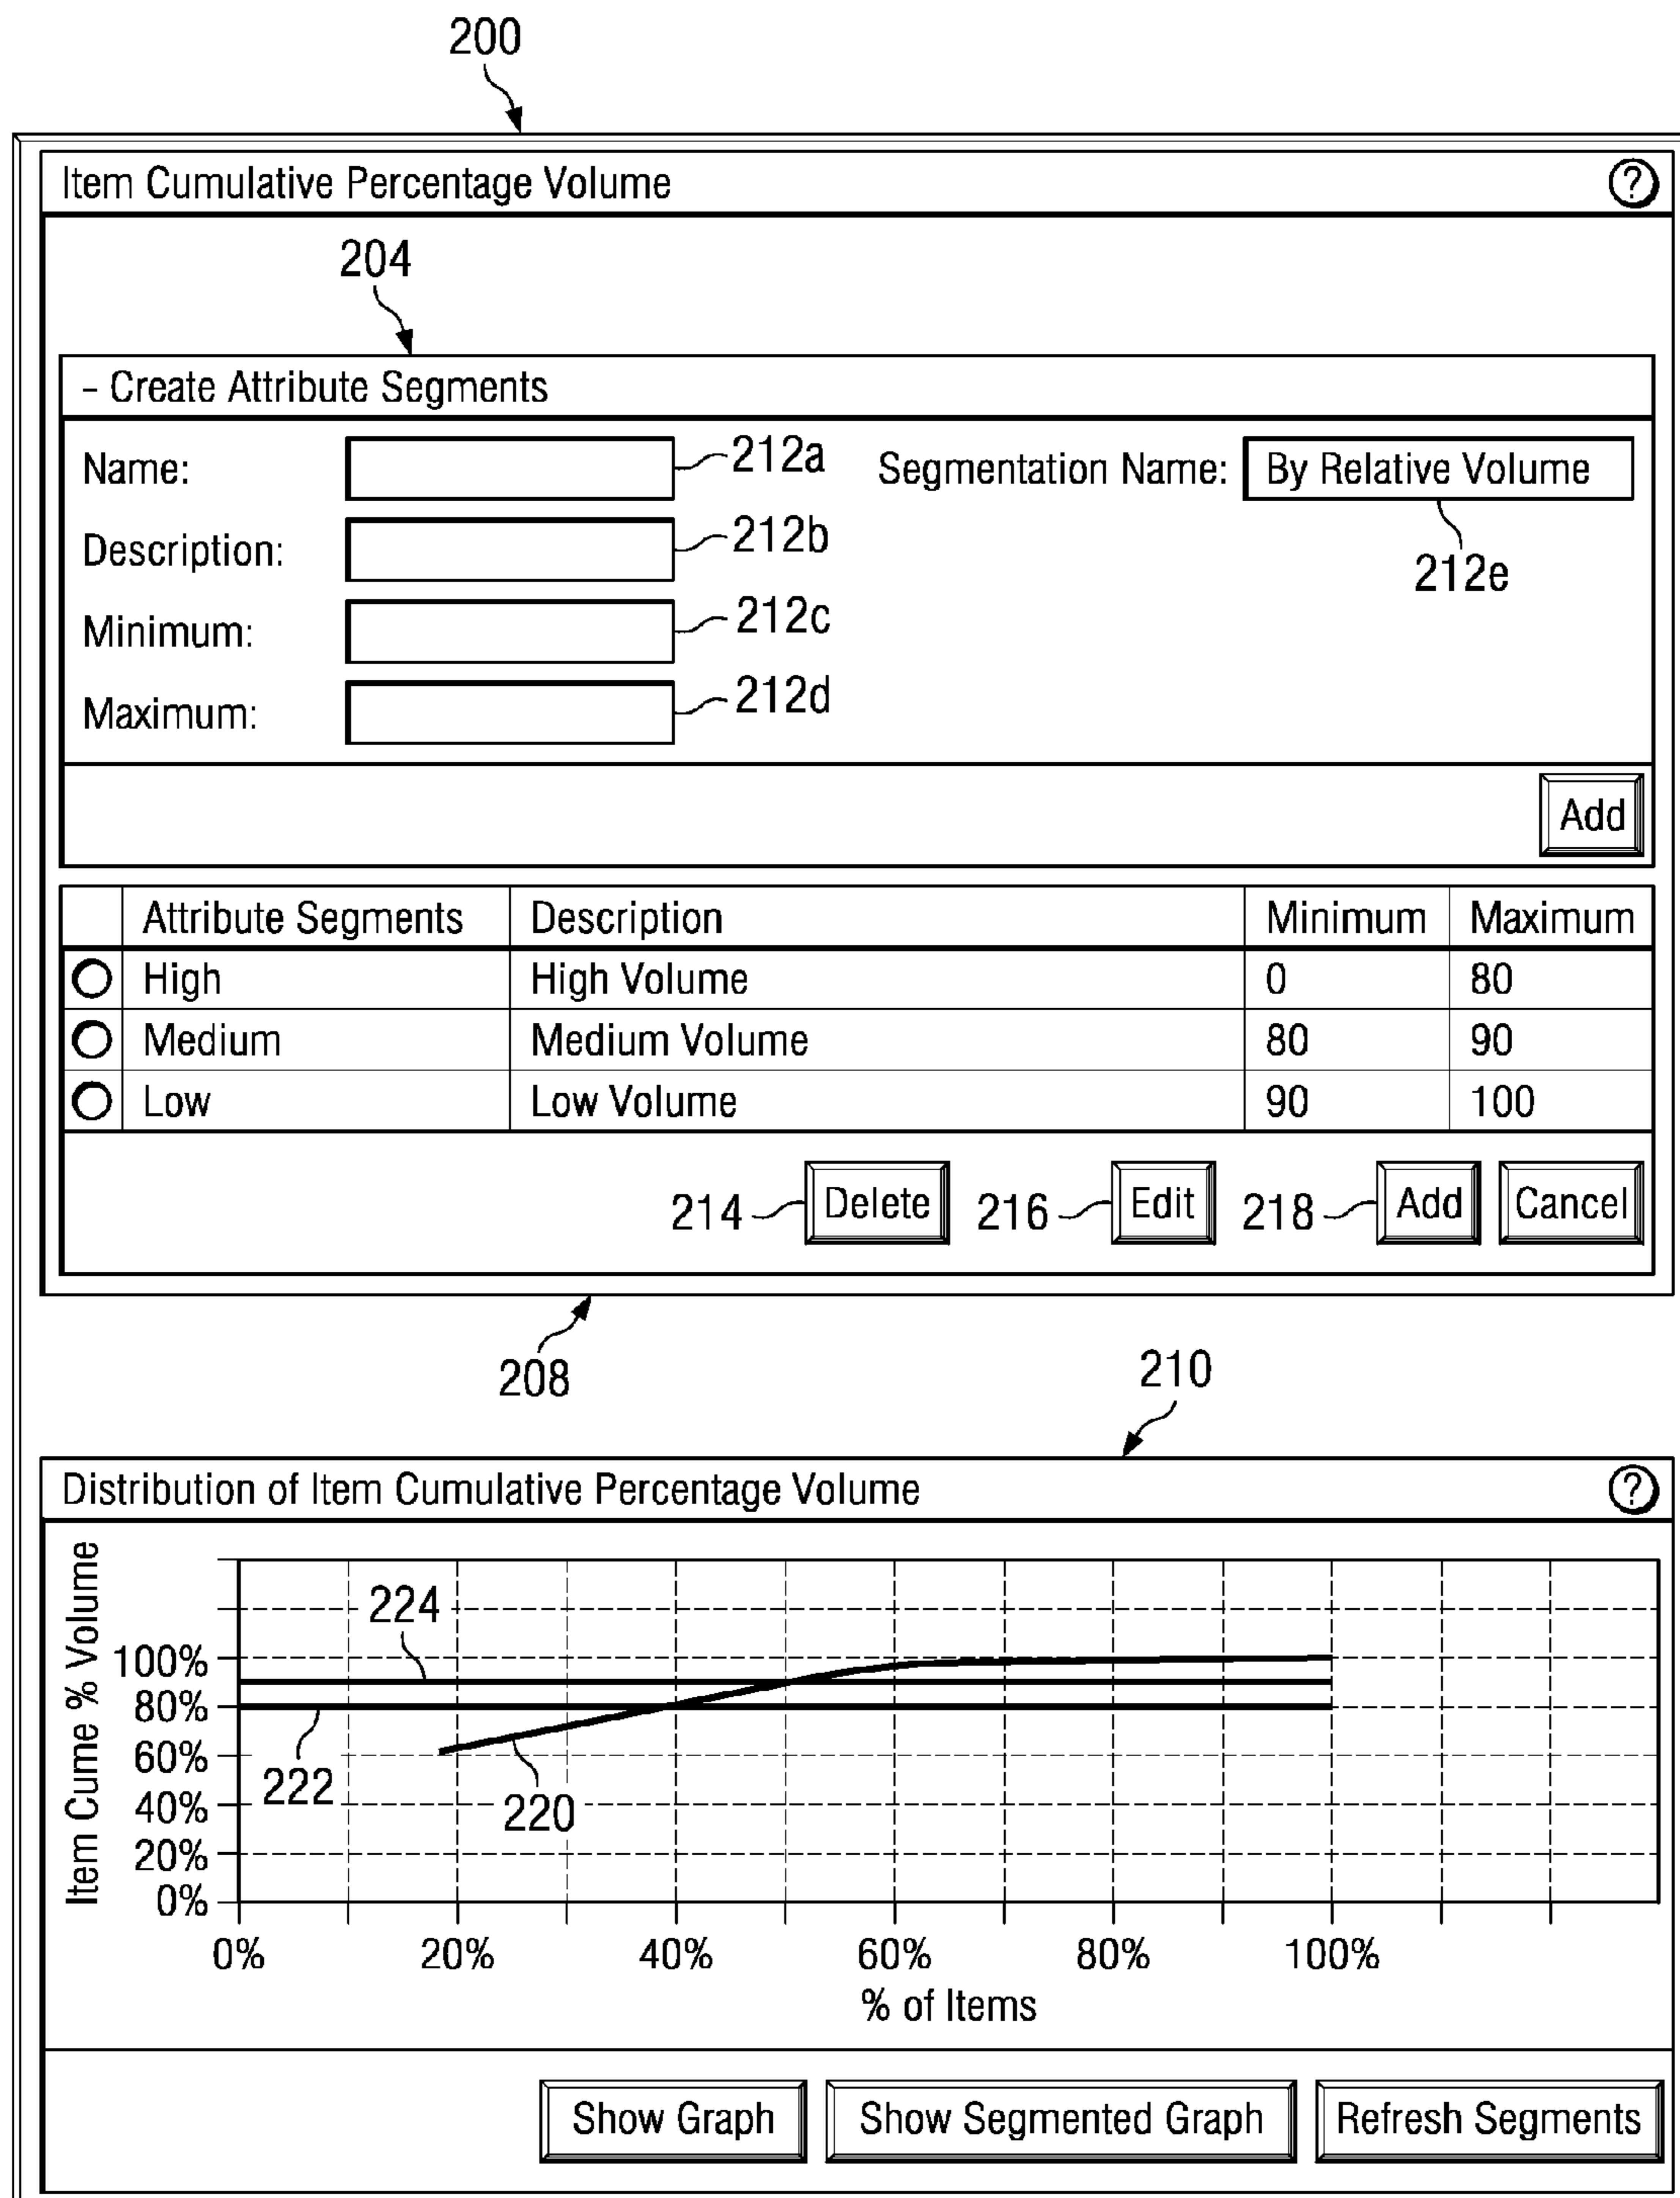 200
Item Cumulative Percentage Volume ?
204
- Create Attribute Segments
Name: 212a Segmentation Name: By Relative Volume
Description: 212b 212e
Minimum: 212c
Maximum: 212d
Add
Attribute Segments Description Minimum Maximum
High High Volume 0 80
Medium Medium Volume 80 90
Low Low Volume 90 100
214 Delete 216 Edit 218 Add Cancel
208
210
Distribution of Item Cumulative Percentage Volume ?
Item Cume % Volume
224
100%
80%
60%
222
40%
220
20%
0%
0% 20% 40% 60% 80% 100%
% of Items
Show Graph Show Segmented Graph Refresh Segments